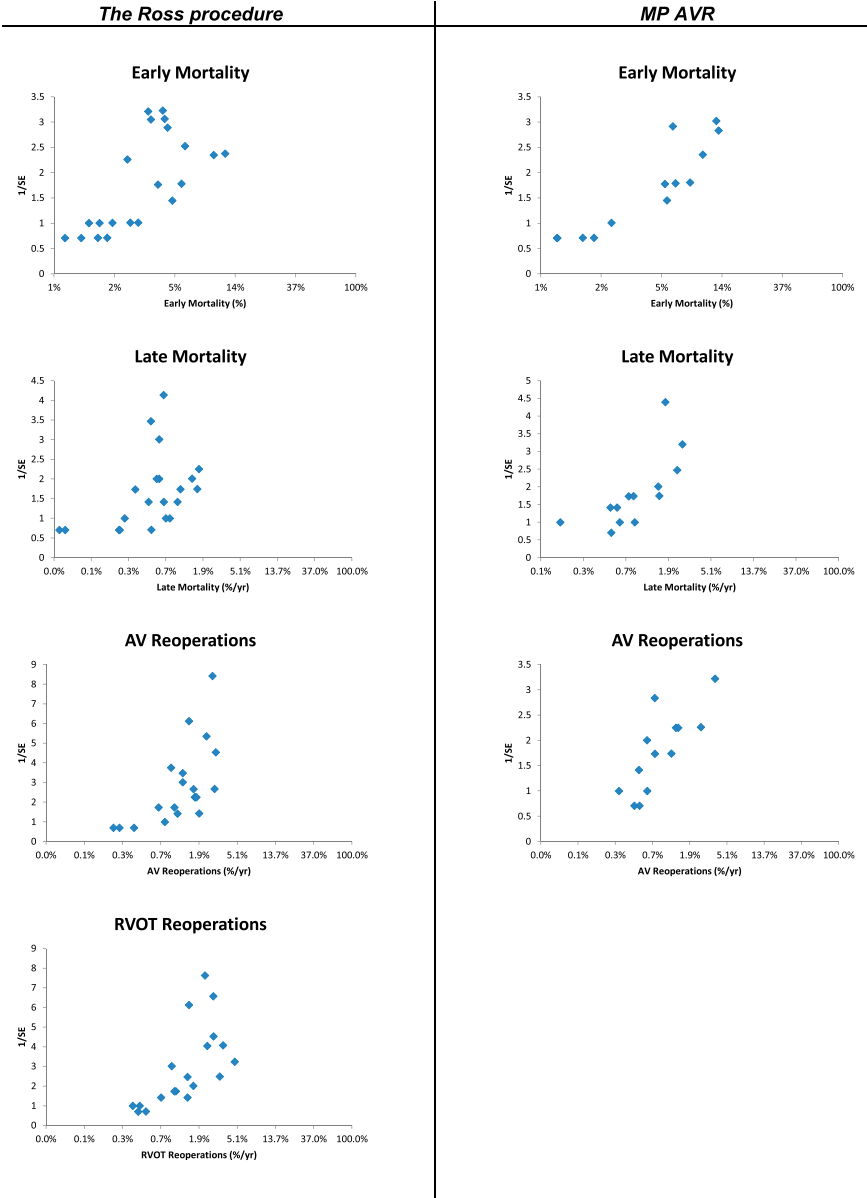 The Ross procedure
MP AVR
Early Mortality
3.5
3
2.5
2
1.5
1
0.5
0
1/SE
1% 2% 5% 14% 37% 100%
Early Mortality (%)
Early Mortality
3.5
3
2.5
2
1.5
1
0.5
0
1/SE
1% 2% 5% 14% 37% 100%
Early Mortality (%)
Late Mortality
4.5
4
3.5
3
2.5
2
1.5
1
0.5
0
1/SE
0.0% 0.1% 0.3% 0.7% 1.9% 5.1% 13.7% 37.0% 100.0%
Late Mortality (%/yr)
Late Mortality
5
4.5
4
3.5
3
2.5
2
1.5
1
0.5
0
1/SE
0.1% 0.3% 0.7% 1.9% 5.1% 13.7% 37.0% 100.0%
Late Mortality (%/yr)
AV Reoperations
9
8
7
6
5
4
3
2
1
0
1/SE
0.0% 0.1% 0.3% 0.7% 1.9% 5.1% 13.7% 37.0% 100.0%
AV Reoperations (%/yr)
AV Reoperations
3.5
3
2.5
2
1.5
1
0.5
0
1/SE
0.0% 0.1% 0.3% 0.7% 1.9% 5.1% 13.7% 37.0% 100.0%
AV Reoperations (%/yr)
RVOT Reoperations
9
8
7
6
5
4
3
2
1
0
1/SE
0.0% 0.1% 0.3% 0.7% 1.9% 5.1% 13.7% 37.0% 100.0%
RVOT Reoperations (%/yr)